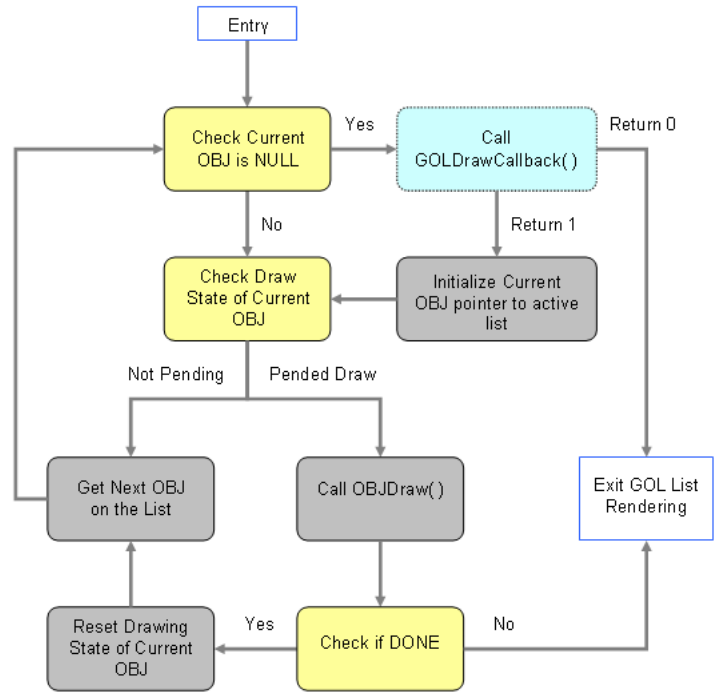 Entry
Check Current
OBJ is NULL
Yes
Call
GOLDrawCallback( )
Return 0
No
Return 1
Check Draw
State of Current
OBJ
Initialize Current
OBJ pointer to active
list
Not Pending
Pended Draw
Get Next OBJ
on the List
Call OBJDraw( )
Exit GOL List
Rendering
Reset Drawing
State of Current
OBJ
Yes
Check if DONE
No